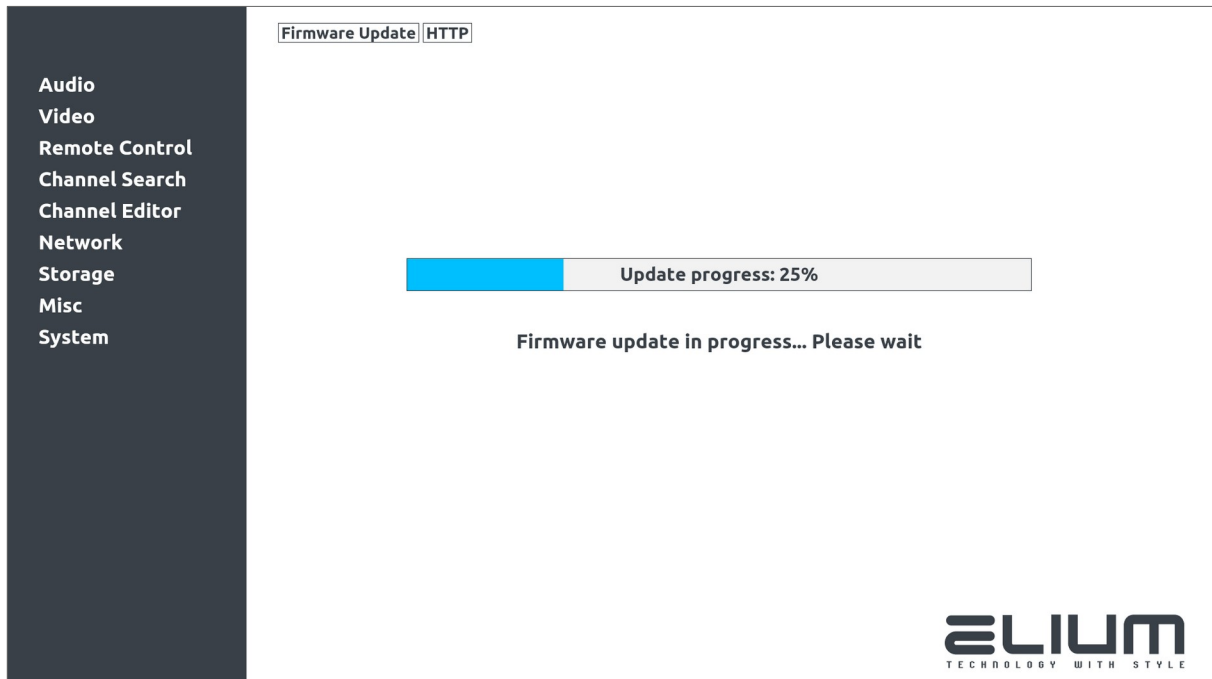 Firmware Update HTTP
Audio
Video
Remote Control
Channel Search
Channel Editor
Network
Storage
Misc
System
Update progress: 25%
Firmware update in progress... Please wait
ELIUM
TECHNOLOGY WITH STYLE